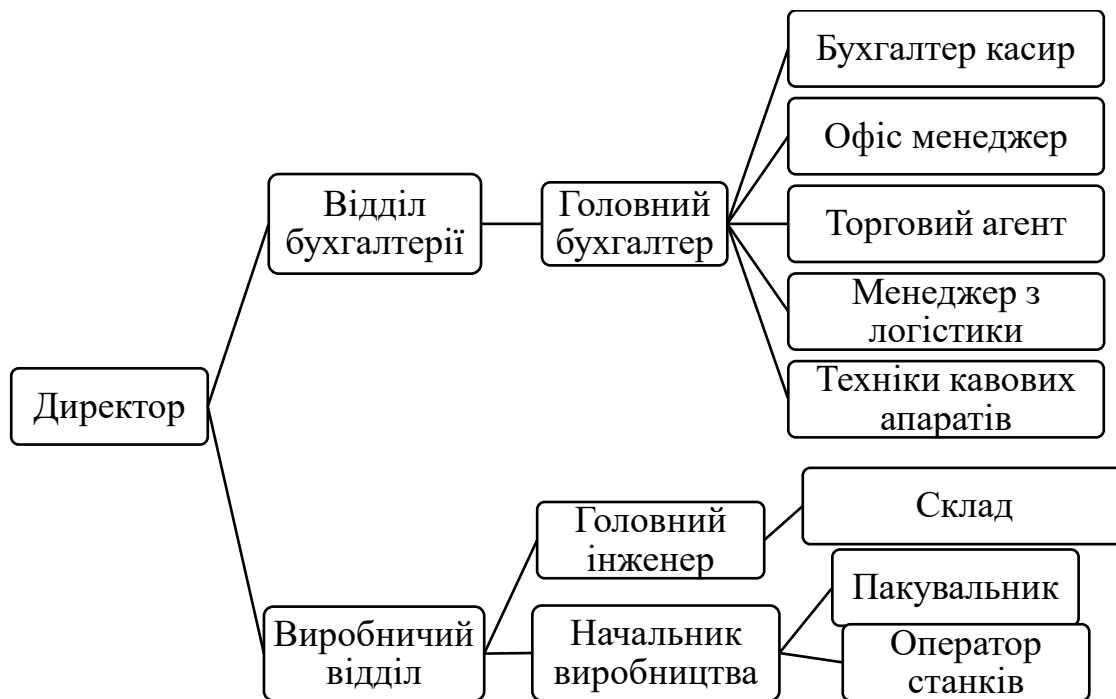 Бухгалтер касир
Офіс менеджер
Відділ
бухгалтерії
Головний
бухгалтер
Торговий агент
Менеджер з
логістики
Техніки кавових
апаратів
Директор
Головний
інженер
Склад
Виробничий
відділ
Начальник
виробництва
Пакувальник
Оператор
станків